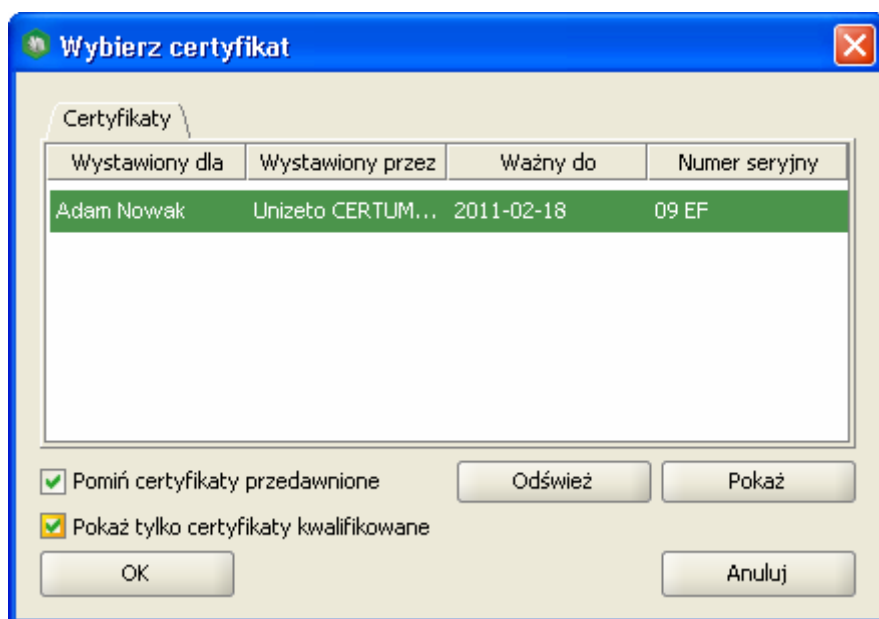 Wybierz certyfikat
Certyfikaty
Wystawiony dla Wystawiony przez Ważny do Numer seryjny
Adam Nowak Unizeto CERTUM... 2011-02-18 09 EF
Pomiń certyfikaty przedawnione Odśwież Pokaż
Pokaż tylko certyfikaty kwalifikowane
OK Anuluj